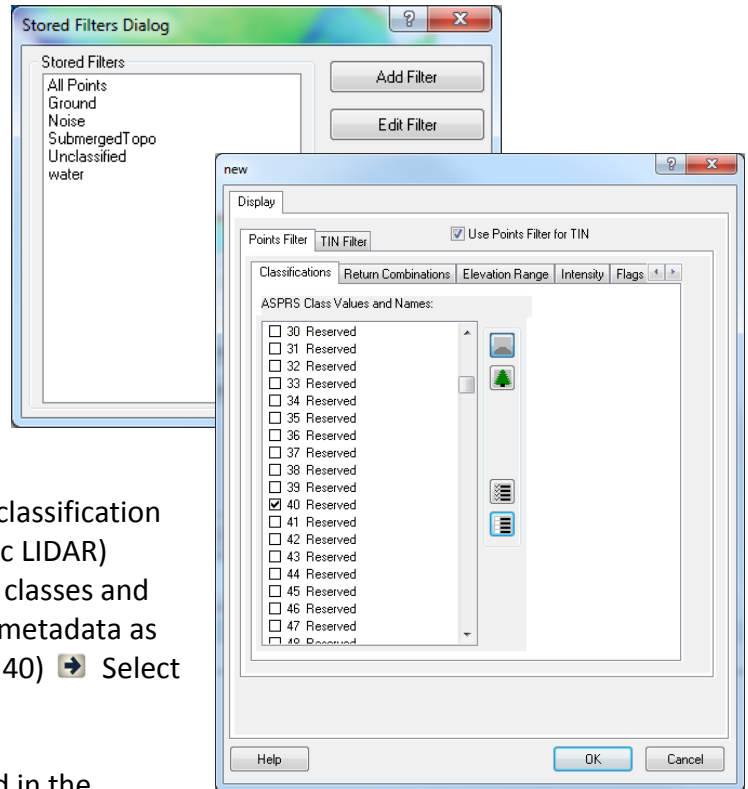 Stored Filters Dialog
Stored Filters
All Points
Ground
Noise
SubmergedTopo
Unclassified
water
Add Filter
Edit Filter
new
Display
Points Filter
TIN Filter
Use Points Filter for TIN
Classifications
Return Combinations
Elevation Range
Intensity
Flags
ASPRS Class Values and Names:
30 Reserved
31 Reserved
32 Reserved
33 Reserved
34 Reserved
35 Reserved
36 Reserved
37 Reserved
38 Reserved
39 Reserved
40 Reserved
41 Reserved
42 Reserved
43 Reserved
44 Reserved
45 Reserved
46 Reserved
47 Reserved
48 Reserved
Help
OK
Cancel
classification
c LIDAR)
classes and
metadata as
40) Select
d in the